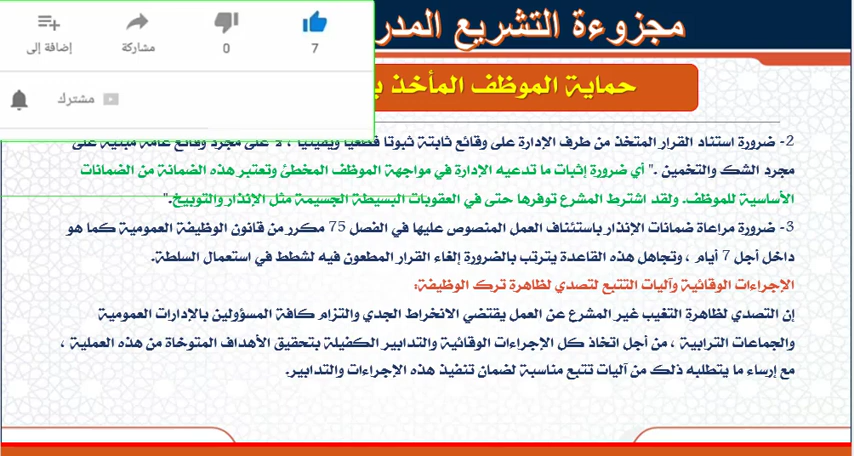 مجزوءة التشريع المدر
إضافة إلى
مشاركة
0
7
مشترك
حماية الموظف المأخذ ب
2- ضرورة استناد القرار المتخذ من طرف الإدارة على وقائع ثابتة ثبوتا قطعيا ويقينيا ، لا على مجرد وقائع عامة مبنية على
مجرد الشك والتخمين ." أي ضرورة إثبات ما تدعيه الإدارة في مواجهة الموظف المخطئ وتعتبر هذه الضمانة من الضمانات
الأساسية للموظف. ولقد اشترط المشرع توفرها حتى في العقوبات البسيطة الجسيمة مثل الإنذار والتوبيخ."
3- ضرورة مراعاة ضمانات الإنذار باستئناف العمل المنصوص عليها في الفصل 75 مكرر من قانون الوظيفة العمومية كما هو
داخل أجل 7 أيام ، وتجاهل هذه القاعدة يترتب بالضرورة إلغاء القرار المطعون فيه لشطط في استعمال السلطة.
الإجراءات الوقائية وآليات التتبع لتصدي لظاهرة ترك الوظيفة:
إن التصدي لظاهرة التغيب غير المشرع عن العمل يقتضي الانخراط الجدي والتزام كافة المسؤولين بالإدارات العمومية
والجماعات الترابية ، من أجل اتخاذ كل الإجراءات الوقائية والتدابير الكفيلة بتحقيق الأهداف المتوخاة من هذه العملية ،
مع إرساء ما يتطلبه ذلك من آليات تتبع مناسبة لضمان تنفيذ هذه الإجراءات والتدابير.